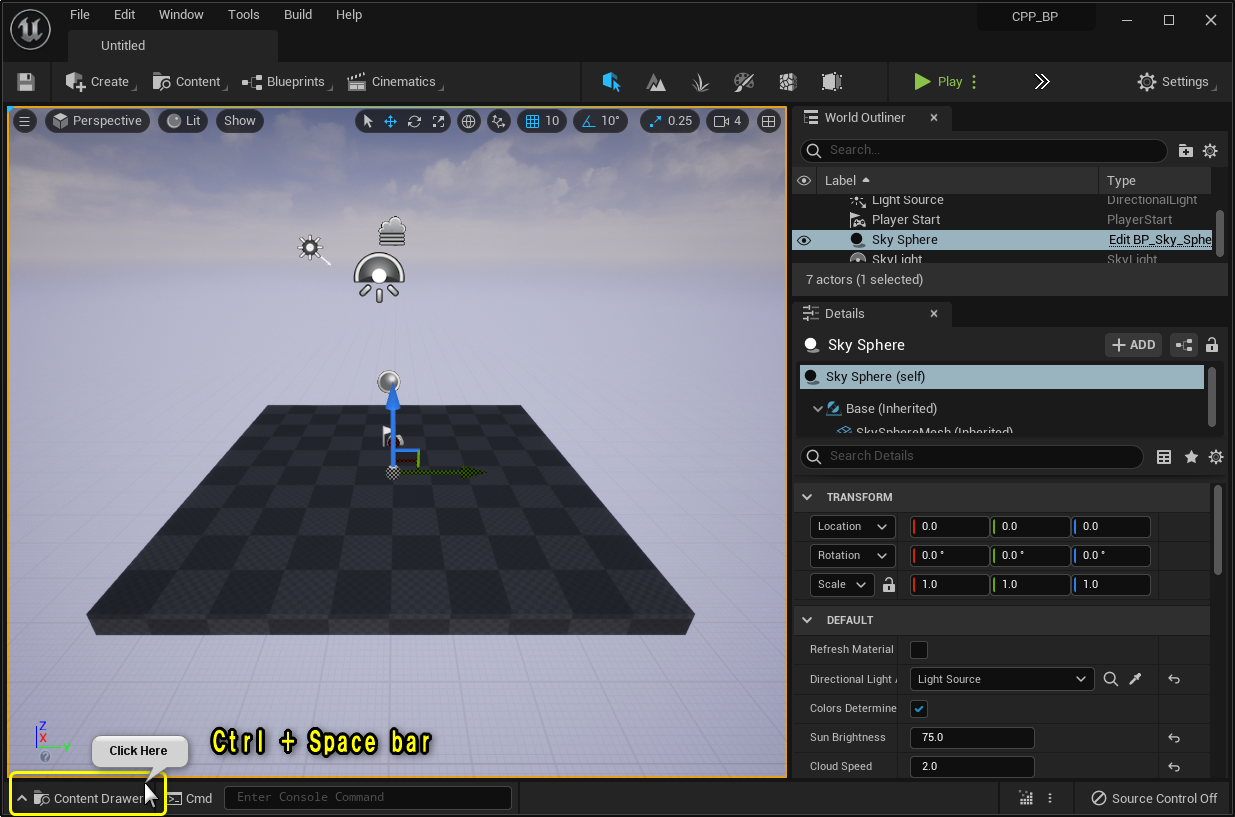 File Edit Window Tools Build Help
CPP_BP
Untitled
Create Content Blueprints Cinematics Play Settings
Perspective Lit Show 10 10° 0.25 4
World Outliner
Search...
Label Type
Light Source DirectionalLight
Player Start PlayerStart
Sky Sphere Edit BP_Sky_Sphe
SkyLight SkyLight
7 actors (1 selected)
Details
Sky Sphere
ADD
Sky Sphere (self)
Base (Inherited)
SkySphereMesh (Inherited)
Search Details
TRANSFORM
Location 0.0 0.0 0.0
Rotation 0.0 ° 0.0 ° 0.0 °
Scale 1.0 1.0 1.0
DEFAULT
Refresh Material
Directional Light Light Source
Colors Determine
Sun Brightness 75.0
Cloud Speed 2.0
Z
X
Y
Click Here
Ctrl + Space bar
Content Drawer Cmd Enter Console Command
Source Control Off